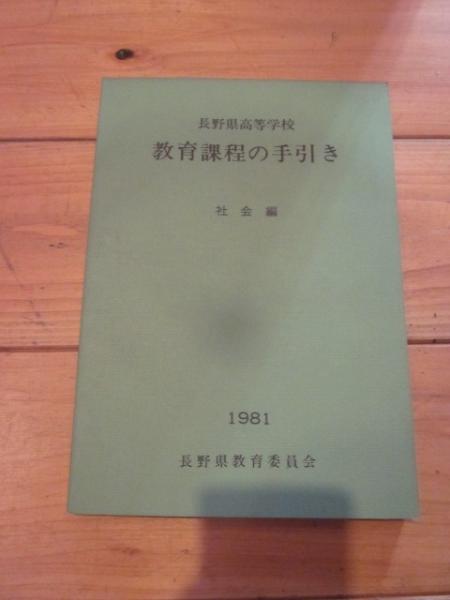 長野県高等学校
教育課程の手引き
社会編
1981
長野県教育委員会